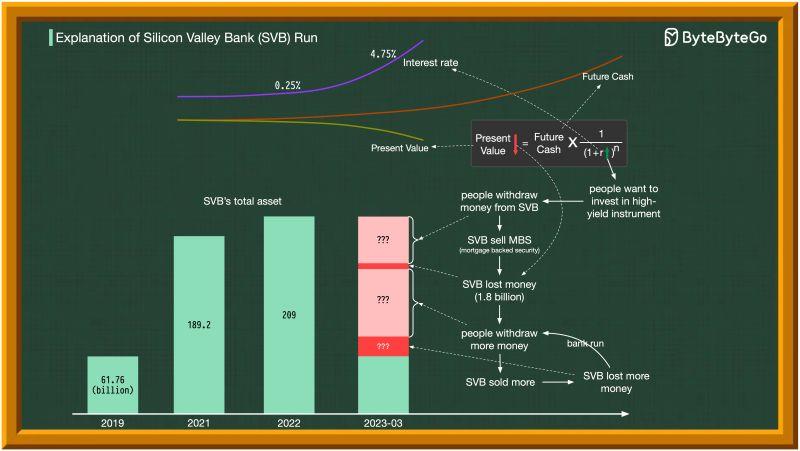 Explanation of Silicon Valley Bank (SVB) Run
ByteByteGo
4.75%
Interest rate
0.25%
Future Cash
Present Value
Present
Value
=
Future
Cash
X
1
(1+r )
n
people want to
invest in high-
yield instrument
people withdraw
money from SVB
SVB sell MBS
(mortgage backed security)
SVB lost money
(1.8 billion)
people withdraw
more money
bank run
SVB sold more
SVB lost more
money
SVB's total asset
61.76
(billion)
189.2
209
???
???
???
2019
2021
2022
2023-03